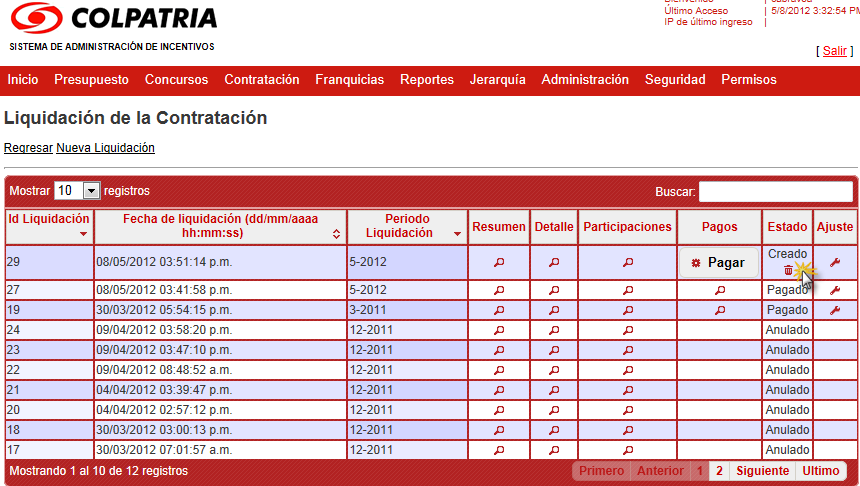 COLPATRIA
SISTEMA DE ADMINISTRACIÓN DE INCENTIVOS
Último Acceso | 5/8/2012 3:32:54 PM
IP de último ingreso |
[ Salir ]
Inicio Presupuesto Concursos Contratación Franquicias Reportes Jerarquía Administración Seguridad Permisos
Liquidación de la Contratación
Regresar Nueva Liquidación
Mostrar 10 registros Buscar:
Id Liquidación Fecha de liquidación (dd/mm/aaaa hh:mm:ss) Periodo Liquidación Resumen Detalle Participaciones Pagos Estado Ajuste
29 08/05/2012 03:51:14 p.m. 5-2012 Pagar Creado
27 08/05/2012 03:41:58 p.m. 5-2012 Pagado
19 30/03/2012 05:54:15 p.m. 3-2011 Pagado
24 09/04/2012 03:58:20 p.m. 12-2011 Anulado
23 09/04/2012 03:47:10 p.m. 12-2011 Anulado
22 09/04/2012 08:48:52 a.m. 12-2011 Anulado
21 04/04/2012 03:39:47 p.m. 12-2011 Anulado
20 04/04/2012 02:57:12 p.m. 12-2011 Anulado
18 30/03/2012 03:00:13 p.m. 12-2011 Anulado
17 30/03/2012 07:01:57 a.m. 12-2011 Anulado
Mostrando 1 al 10 de 12 registros Primero Anterior 1 2 Siguiente Ultimo